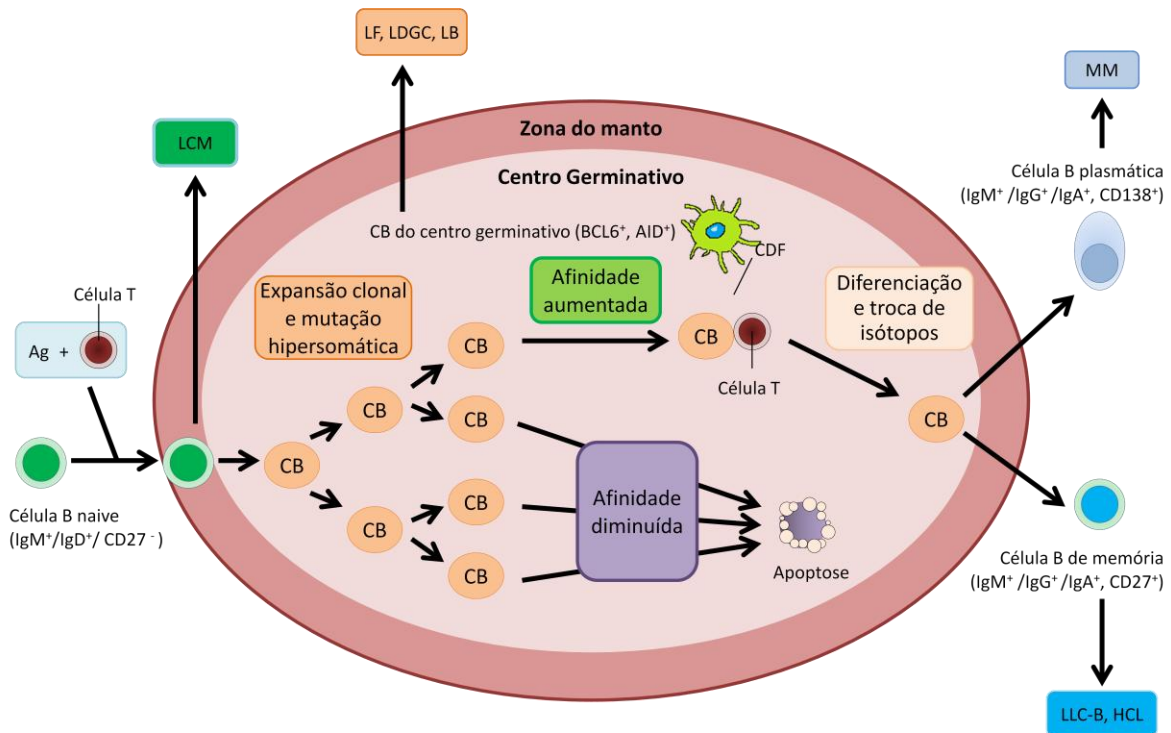 LF, LDGC, LB
MM
LCM
Zona do manto
Centro Germinativo
CB do centro germinativo (BCL6⁺, AID⁺)
CDF
Célula B plasmática
(IgM⁺ /IgG⁺ /IgA⁺, CD138⁺)
Célula T
Ag +
Expansão clonal
e mutação
hipersomática
Afinidade
aumentada
Diferenciação
e troca de
isótopos
CB
CB
Célula T
CB
CB
CB
CB
CB
CB
CB
CB
Afinidade
diminuída
Apoptose
Célula B naive
(IgM⁺/IgD⁺/ CD27 ⁻)
Célula B de memória
(IgM⁺ /IgG⁺ /IgA⁺, CD27⁺)
LLC-B, HCL